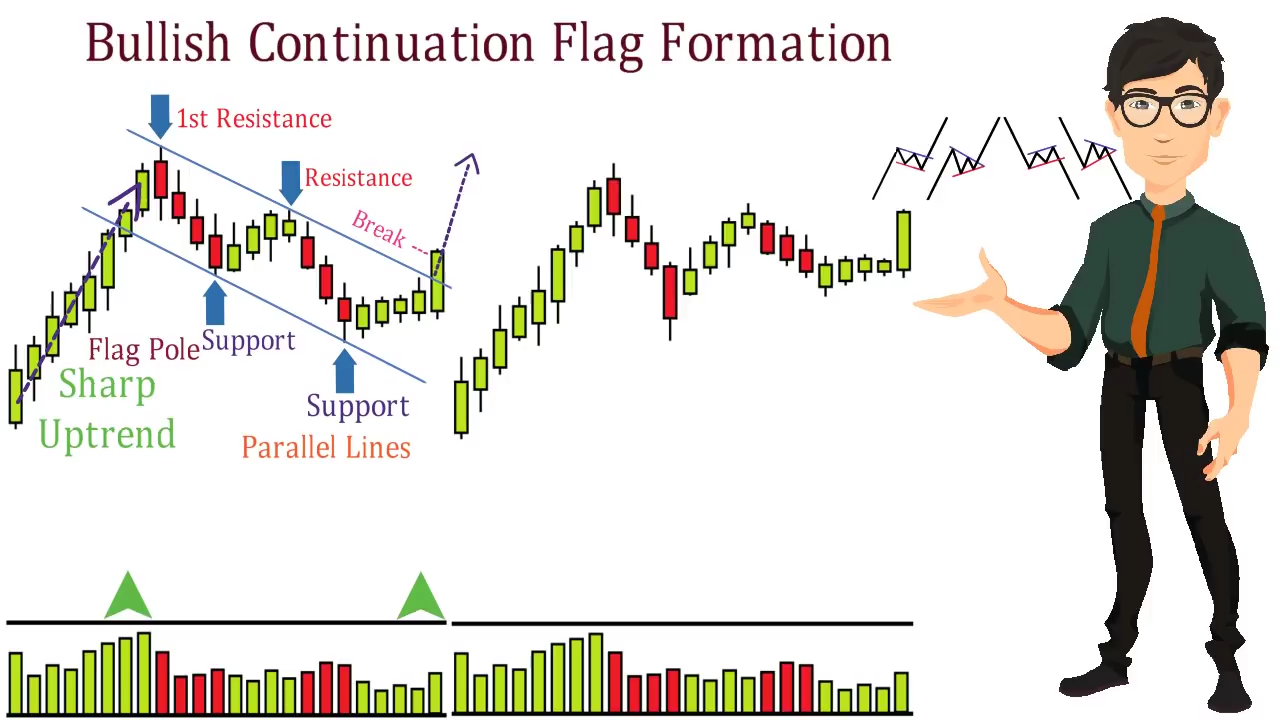 Bullish Continuation Flag Formation
1st Resistance
Resistance
Break
Flag Pole
Support
Sharp
Uptrend
Support
Parallel Lines